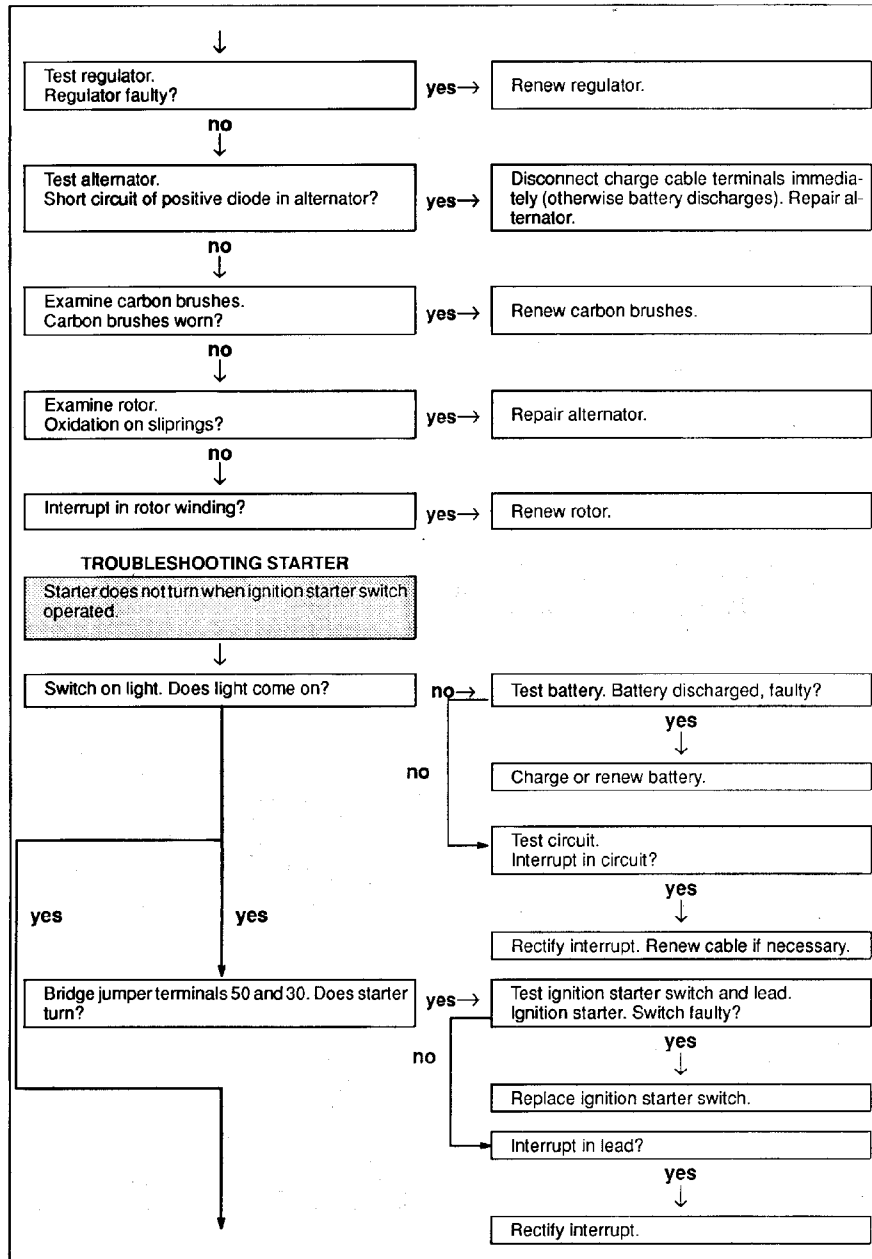 Test regulator.
Regulator faulty?
yes→
Renew regulator.
no
Test alternator.
Short circuit of positive diode in alternator?
yes→
Disconnect charge cable terminals immedia-
tely (otherwise battery discharges). Repair al-
ternator.
no
Examine carbon brushes.
Carbon brushes worn?
yes→
Renew carbon brushes.
no
Examine rotor.
Oxidation on sliprings?
yes→
Repair alternator.
no
Interrupt in rotor winding?
yes→
Renew rotor.
TROUBLESHOOTING STARTER
Starter does not turn when ignition starter switch
operated.
Switch on light. Does light come on?
no→
Test battery. Battery discharged, faulty?
yes
no
Charge or renew battery.
Test circuit.
Interrupt in circuit?
yes
yes
yes
Rectify interrupt. Renew cable if necessary.
Bridge jumper terminals 50 and 30. Does starter
turn?
yes→
Test ignition starter switch and lead.
Ignition starter. Switch faulty?
no
yes
Replace ignition starter switch.
Interrupt in lead?
yes
Rectify interrupt.